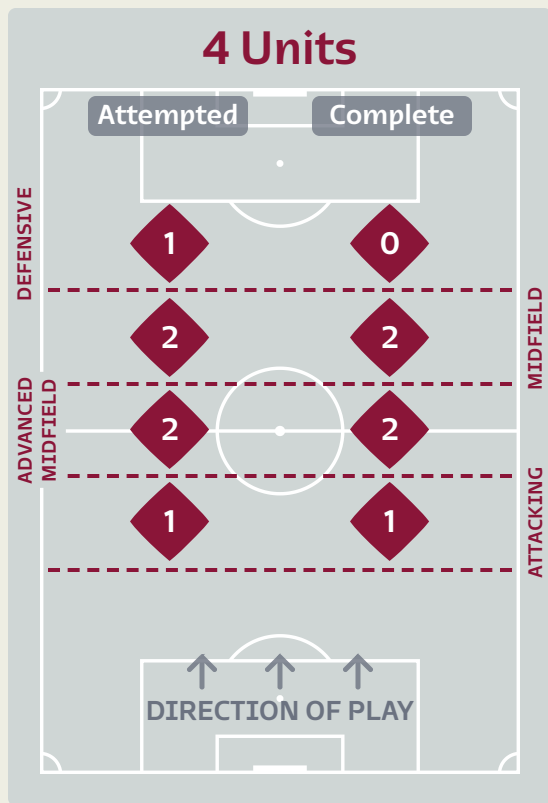 4 Units
Attempted Complete
DEFENSIVE
1 0
MIDFIELD
2 2
ADVANCED
MIDFIELD
2 2
ATTACKING
1 1
DIRECTION OF PLAY